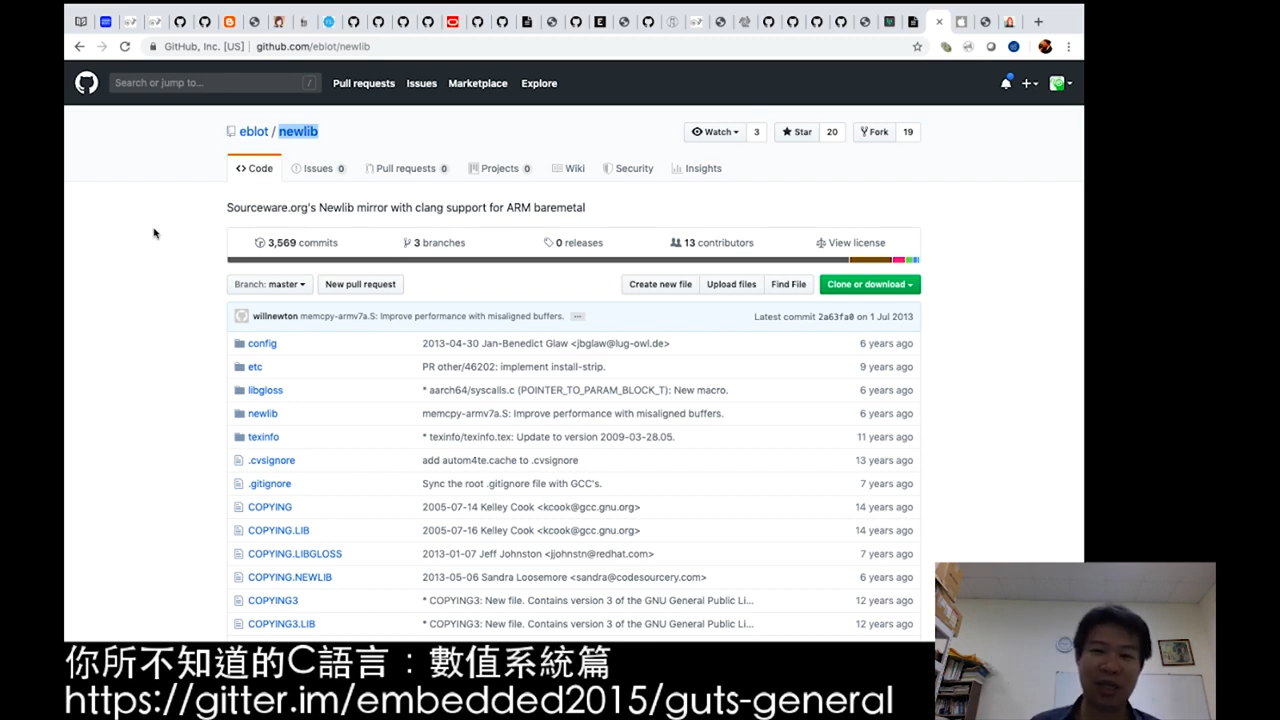 GitHub, Inc. [US] github.com/eblot/newlib
Search or jump to... / Pull requests Issues Marketplace Explore
eblot / newlib Watch 3 Star 20 Fork 19
Code Issues 0 Pull requests 0 Projects 0 Wiki Security Insights
Sourceware.org's Newlib mirror with clang support for ARM baremetal
3,569 commits 3 branches 0 releases 13 contributors View license
Branch: master New pull request Create new file Upload files Find File Clone or download
willnewton memcpy-armv7a.S: Improve performance with misaligned buffers. ... Latest commit 2a63fa0 on 1 Jul 2013
config 2013-04-30 Jan-Benedict Glaw <jbglaw@lug-owl.de> 6 years ago
etc PR other/46202: implement install-strip. 9 years ago
libgloss * aarch64/syscalls.c (POINTER_TO_PARAM_BLOCK_T): New macro. 6 years ago
newlib memcpy-armv7a.S: Improve performance with misaligned buffers. 6 years ago
texinfo * texinfo/texinfo.tex: Update to version 2009-03-28.05. 11 years ago
.cvsignore add autom4te.cache to .cvsignore 13 years ago
.gitignore Sync the root .gitignore file with GCC's. 7 years ago
COPYING 2005-07-14 Kelley Cook <kcook@gcc.gnu.org> 14 years ago
COPYING.LIB 2005-07-16 Kelley Cook <kcook@gcc.gnu.org> 14 years ago
COPYING.LIBGLOSS 2013-01-07 Jeff Johnston <jjohnstn@redhat.com> 7 years ago
COPYING.NEWLIB 2013-05-06 Sandra Loosemore <sandra@codesourcery.com> 6 years ago
COPYING3 * COPYING3: New file. Contains version 3 of the GNU General Public Li... 12 years ago
COPYING3.LIB * COPYING3: New file. Contains version 3 of the GNU General Public Li... 12 years ago
你所不知道的C語言：數值系統篇
https://gitter.im/embedded2015/guts-general